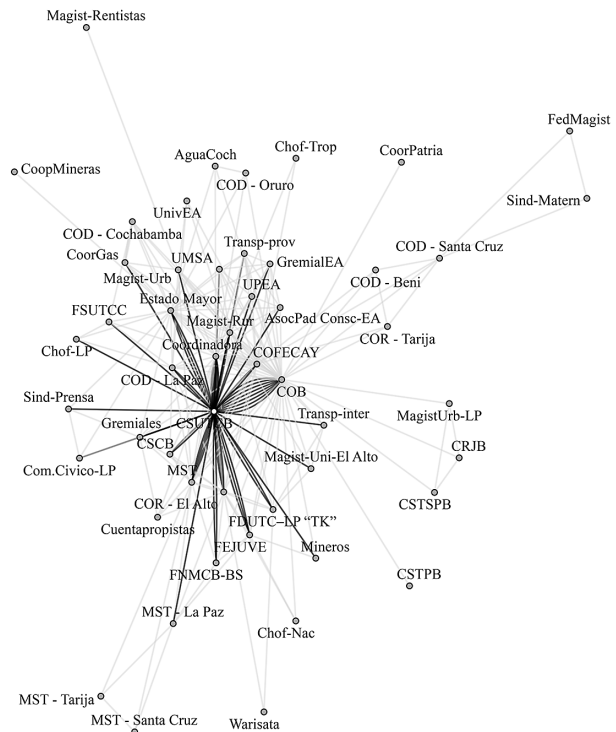 Magist-Rentistas
FedMagist
Chof-Trop
CoorPatria
AguaCoch
CoopMineras
COD - Oruro
Sind-Matern
UnivEA
COD - Cochabamba
Transp-prov
COD - Santa Cruz
CoorGas
UMSA
GremialEA
Magist-Urb
UPEA
COD - Beni
Estado Mayor
FSUTCC
Magist-Rur
AsocPad Consc-EA
COR - Tarija
Coordinadora
Chof-LP
COFECAY
COD - La Paz
COB
Sind-Prensa
Transp-inter
MagistUrb-LP
Gremiales
CSUTCB
CSCB
CRJB
Magist-Uni-El Alto
Com.Civico-LP
MST
COR - El Alto
CSTSPB
FDUTC–LP “TK”
Cuentapropistas
FEJUVE
Mineros
FNMCB-BS
CSTPB
MST - La Paz
Chof-Nac
MST - Tarija
MST - Santa Cruz
Warisata